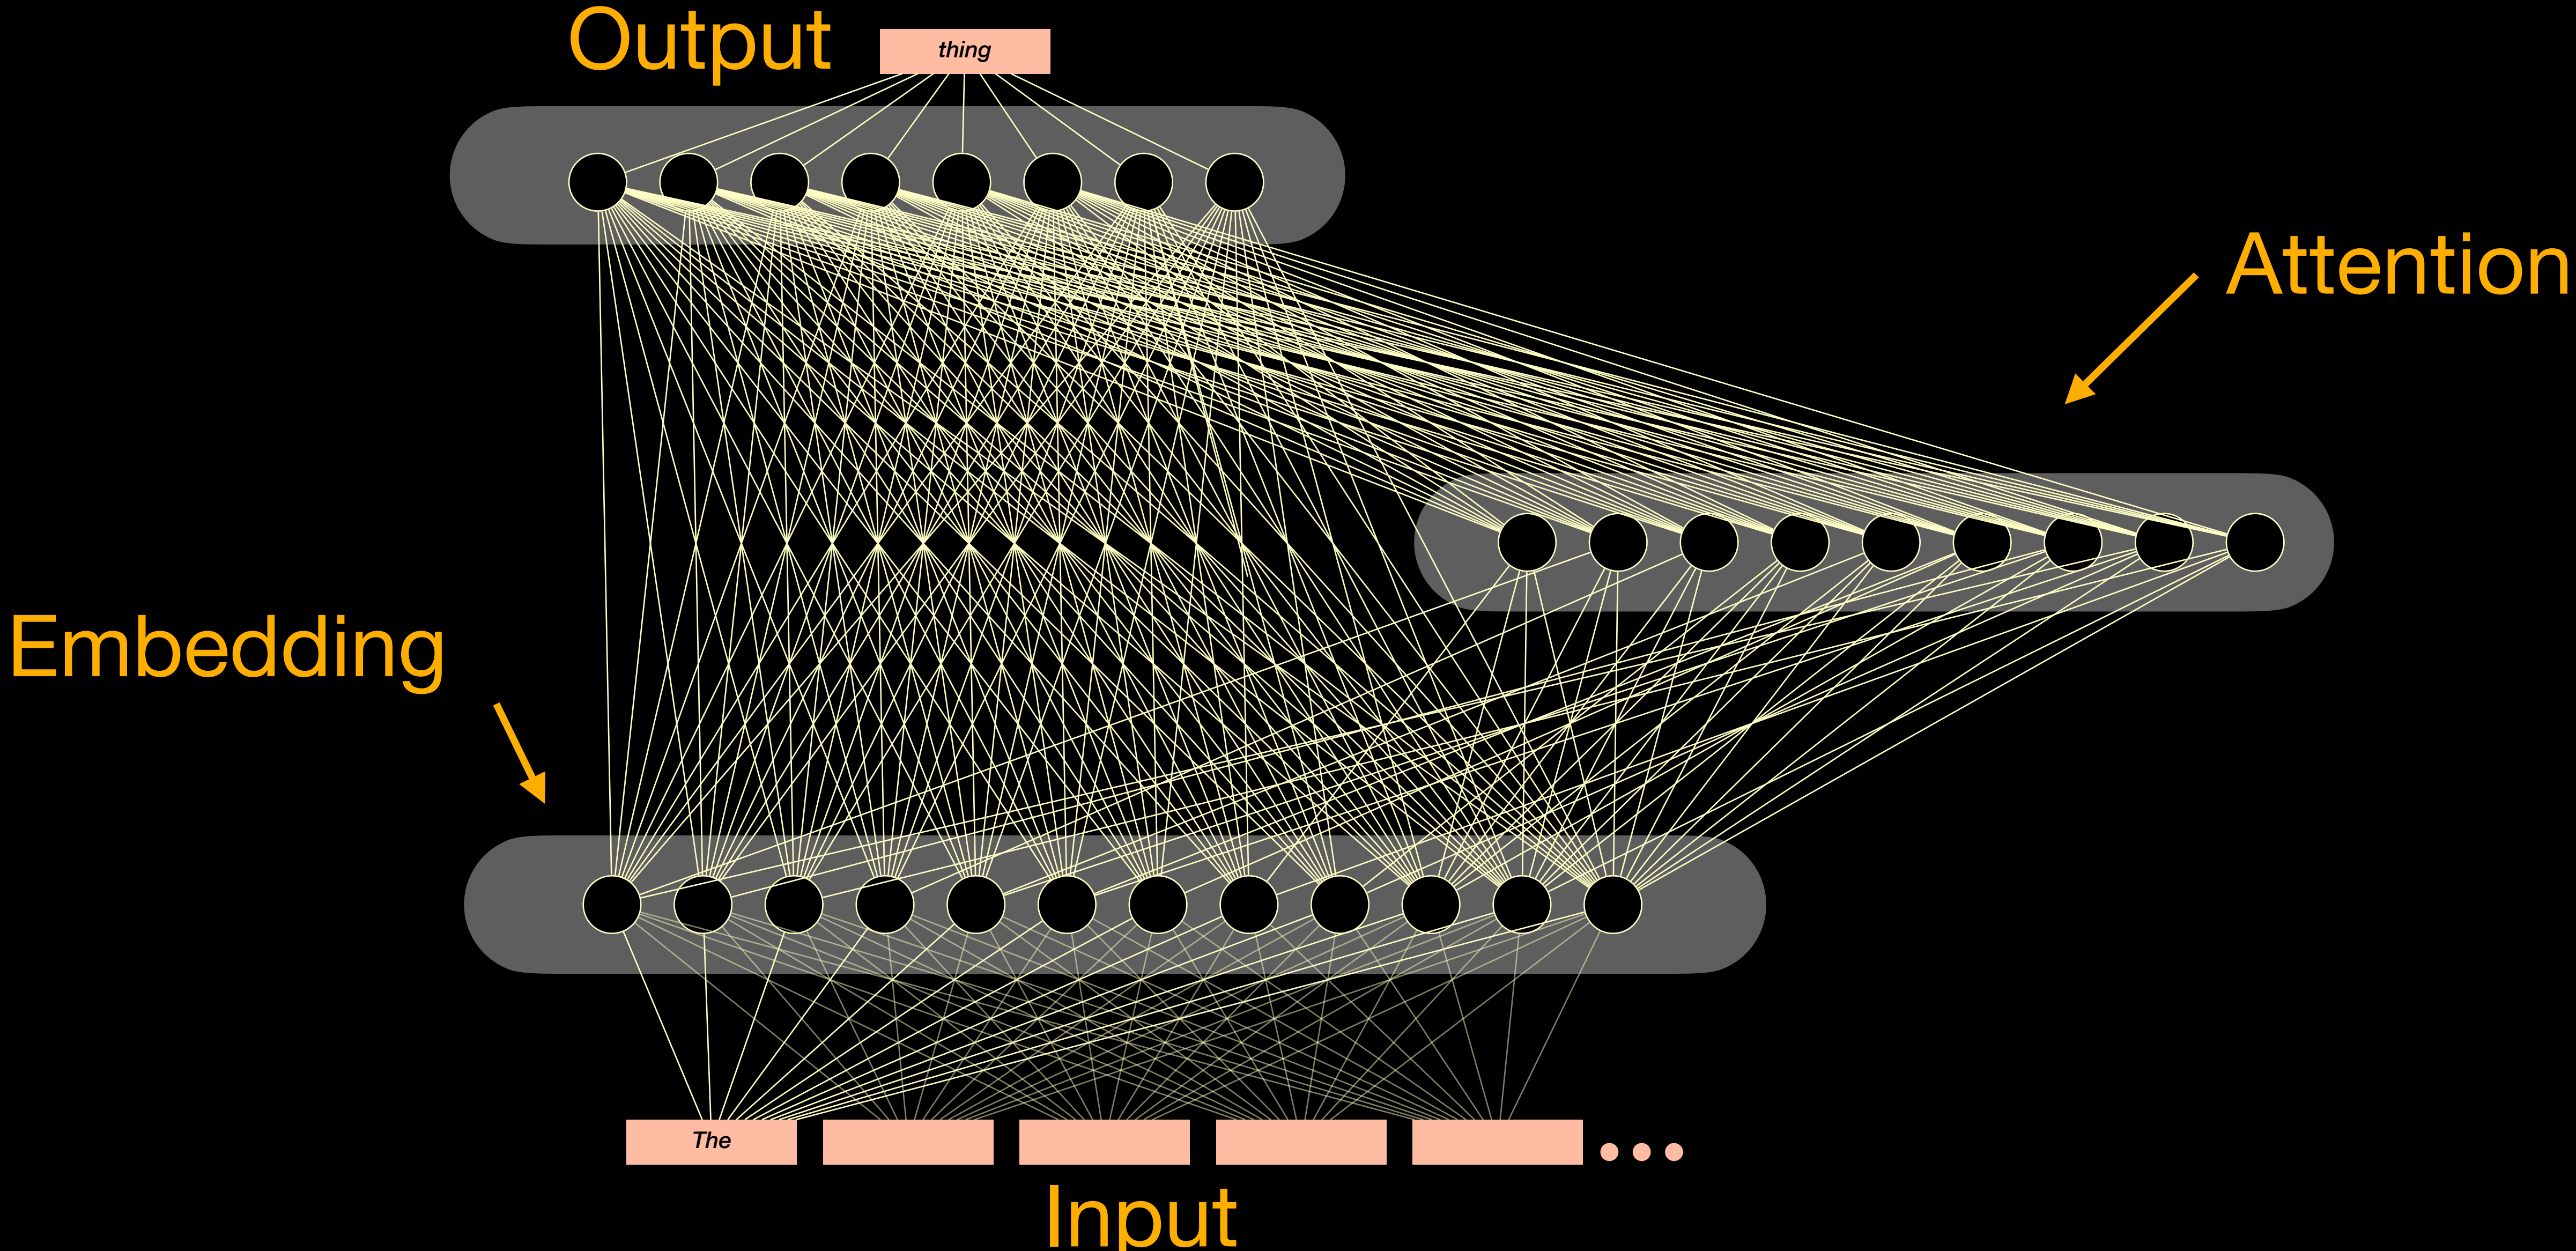 Output
thing
Attention
Embedding
The
Input